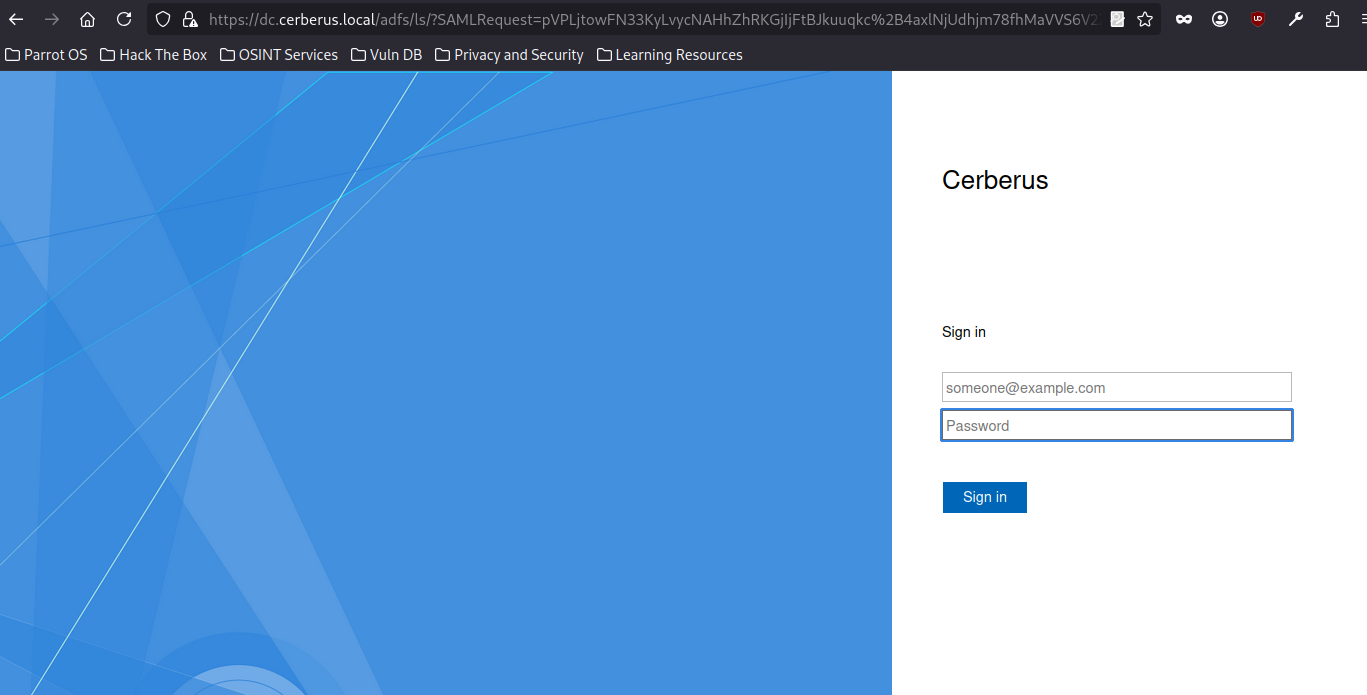 https://dc.cerberus.local/adfs/ls/?SAMLRequest=pVPLjtowFN33KyLvycNAHhZhRKGjIjFtBJkuuqkc%2B4axlNjUdhjm78fhMaVVS6V2
Parrot OS Hack The Box OSINT Services Vuln DB Privacy and Security Learning Resources
Cerberus
Sign in
someone@example.com
Password
Sign in